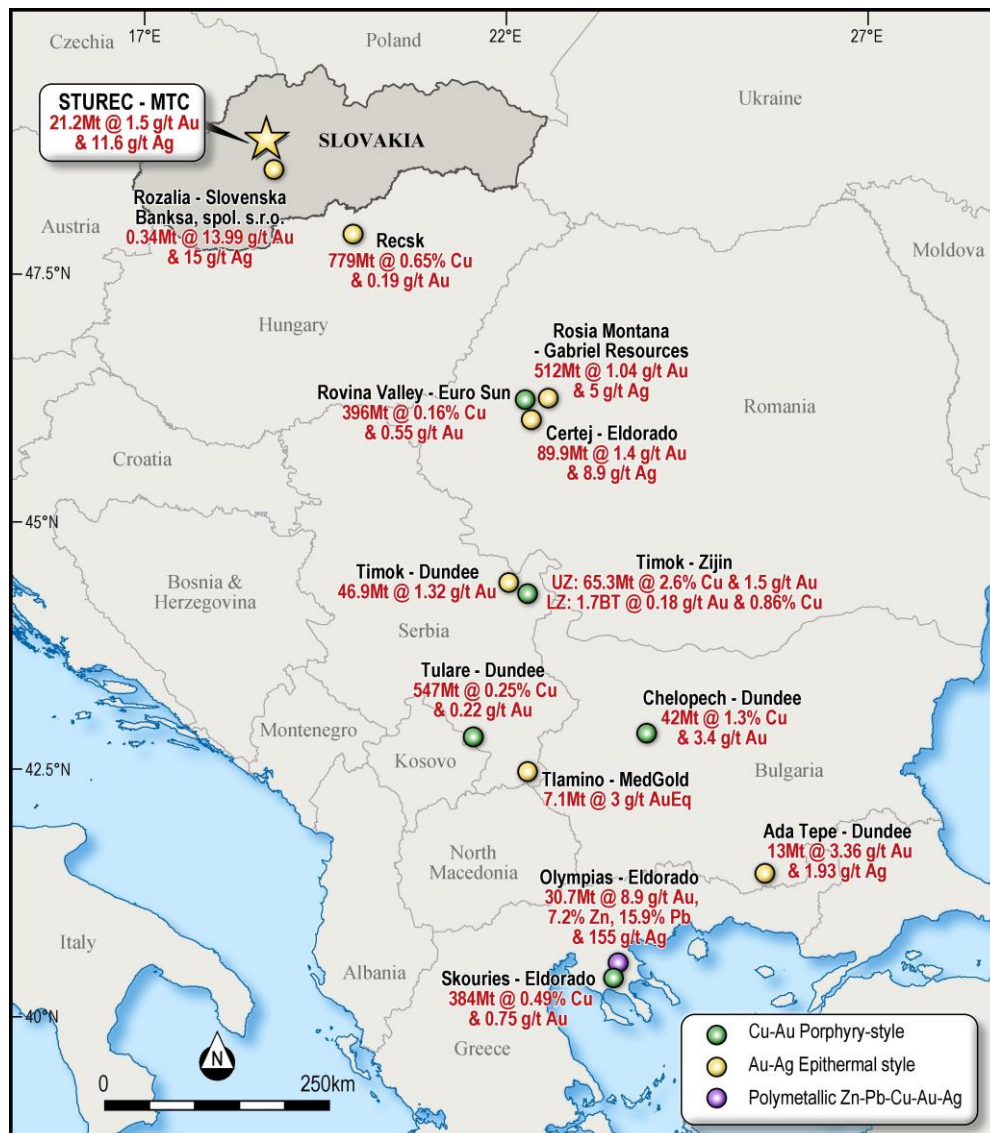 17°E
22°E
27°E
Czechia
Poland
Ukraine
STUREC - MTC
21.2Mt @ 1.5 g/t Au
& 11.6 g/t Ag
SLOVAKIA
Rozalia - Slovenska
Banksa, spol. s.r.o.
0.34Mt @ 13.99 g/t Au
& 15 g/t Ag
Austria
Recsk
779Mt @ 0.65% Cu
& 0.19 g/t Au
Moldova
47.5°N
Hungary
Rosia Montana
- Gabriel Resources
512Mt @ 1.04 g/t Au
& 5 g/t Ag
Rovina Valley - Euro Sun
396Mt @ 0.16% Cu
& 0.55 g/t Au
Romania
Certej - Eldorado
89.9Mt @ 1.4 g/t Au
& 8.9 g/t Ag
Croatia
45°N
Bosnia &
Herzegovina
Timok - Dundee
46.9Mt @ 1.32 g/t Au
Timok - Zijin
UZ: 65.3Mt @ 2.6% Cu & 1.5 g/t Au
LZ: 1.7BT @ 0.18 g/t Au & 0.86% Cu
Serbia
Tulare - Dundee
547Mt @ 0.25% Cu
& 0.22 g/t Au
Chelopech - Dundee
42Mt @ 1.3% Cu
& 3.4 g/t Au
Montenegro
Kosovo
42.5°N
Tlamino - MedGold
7.1Mt @ 3 g/t AuEq
Bulgaria
Ada Tepe - Dundee
13Mt @ 3.36 g/t Au
& 1.93 g/t Ag
North
Macedonia
Olympias - Eldorado
30.7Mt @ 8.9 g/t Au,
7.2% Zn, 15.9% Pb
& 155 g/t Ag
Italy
Albania
Skouries - Eldorado
384Mt @ 0.49% Cu
& 0.75 g/t Au
40°N
Greece
N
0
250km
Cu-Au Porphyry-style
Au-Ag Epithermal style
Polymetallic Zn-Pb-Cu-Au-Ag